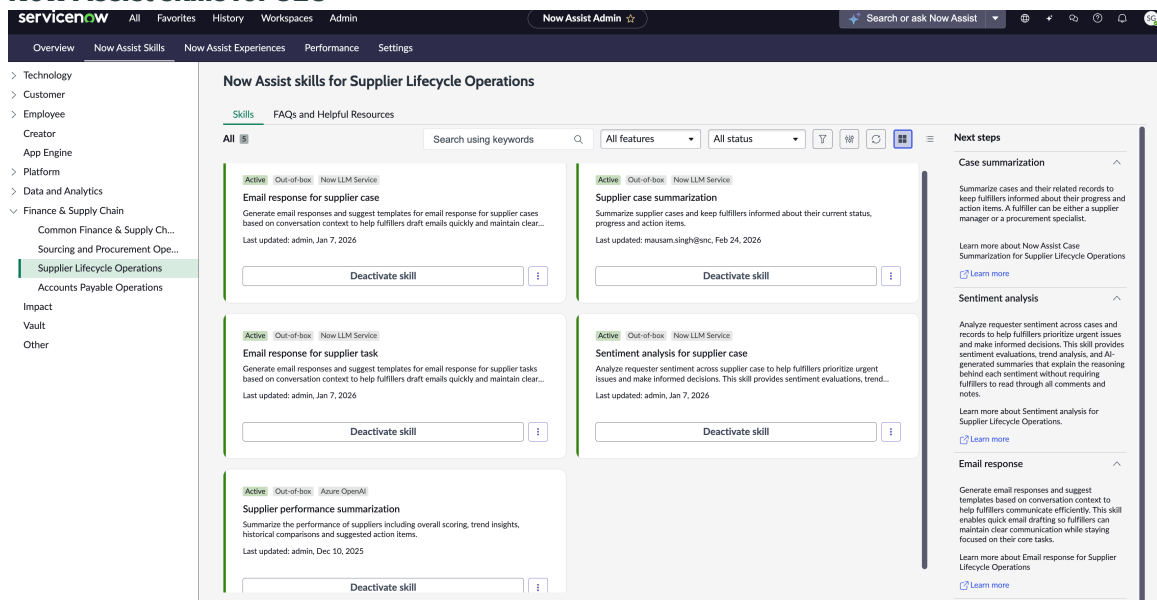 servicenow
All
Favorites
History
Workspaces
Admin
Now Assist Admin
Search or ask Now Assist
SG
Overview
Now Assist Skills
Now Assist Experiences
Performance
Settings
Technology
Customer
Employee
Creator
App Engine
Platform
Data and Analytics
Finance & Supply Chain
Common Finance & Supply Ch...
Sourcing and Procurement Ope...
Supplier Lifecycle Operations
Accounts Payable Operations
Impact
Vault
Other
Now Assist skills for Supplier Lifecycle Operations
Skills
FAQs and Helpful Resources
All 5
Search using keywords
All features
All status
Active Out-of-box Now LLM Service
Email response for supplier case
Generate email responses and suggest templates for email response for supplier cases
based on conversation context to help fulfillers draft emails quickly and maintain clear...
Last updated: admin, Jan 7, 2026
Deactivate skill
Active Out-of-box Now LLM Service
Supplier case summarization
Summarize supplier cases and keep fulfillers informed about their current status,
progress and action items.
Last updated: mausam.singh@snc, Feb 24, 2026
Deactivate skill
Active Out-of-box Now LLM Service
Email response for supplier task
Generate email responses and suggest templates for email response for supplier tasks
based on conversation context to help fulfillers draft emails quickly and maintain clear...
Last updated: admin, Jan 7, 2026
Deactivate skill
Active Out-of-box Now LLM Service
Sentiment analysis for supplier case
Analyze requester sentiment across supplier case to help fulfillers prioritize urgent
issues and make informed decisions. This skill provides sentiment evaluations, trend...
Last updated: admin, Jan 7, 2026
Deactivate skill
Active Out-of-box Azure OpenAI
Supplier performance summarization
Summarize the performance of suppliers including overall scoring, trend insights,
historical comparisons and suggested action items.
Last updated: admin, Dec 10, 2025
Deactivate skill
Next steps
Case summarization
Summarize cases and their related records to
keep fulfillers informed about their progress and
action items. A fulfiller can be either a supplier
manager or a procurement specialist.
Learn more about Now Assist Case
Summarization for Supplier Lifecycle Operations
Learn more
Sentiment analysis
Analyze requester sentiment across cases and
records to help fulfillers prioritize urgent issues
and make informed decisions. This skill provides
sentiment evaluations, trend analysis, and AI-
generated summaries that explain the reasoning
behind each sentiment without requiring
fulfillers to read through all comments and
notes.
Learn more about Sentiment analysis for
Supplier Lifecycle Operations.
Learn more
Email response
Generate email responses and suggest
templates based on conversation context to
help fulfillers communicate efficiently. This skill
enables quick email drafting so fulfillers can
maintain clear communication while staying
focused on their core tasks.
Learn more about Email response for Supplier
Lifecycle Operations
Learn more